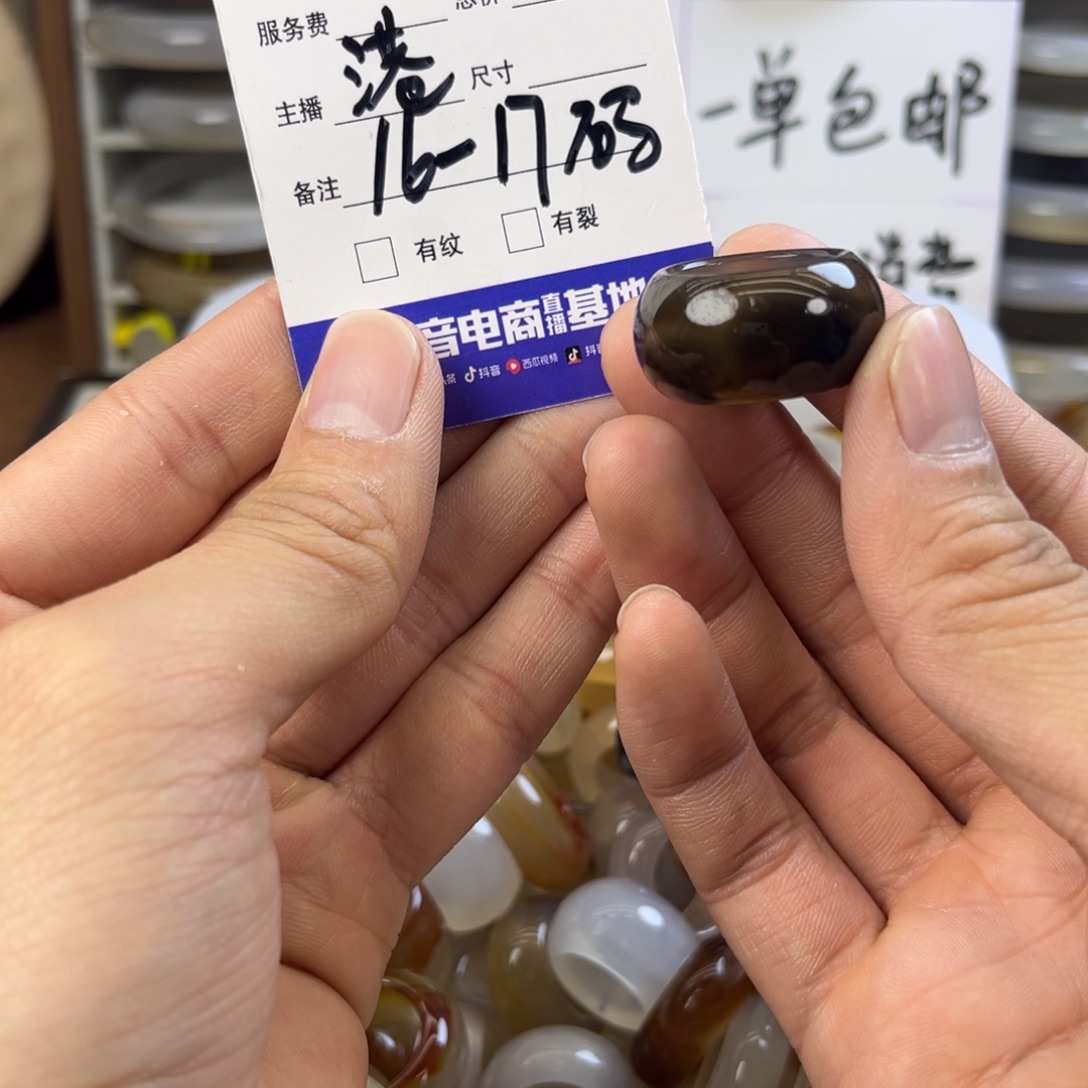 服务费
主播 港 尺寸
备注 16-17码
有纹 有裂
音电商直播基地
抖音 西瓜视频 抖音
一单包邮